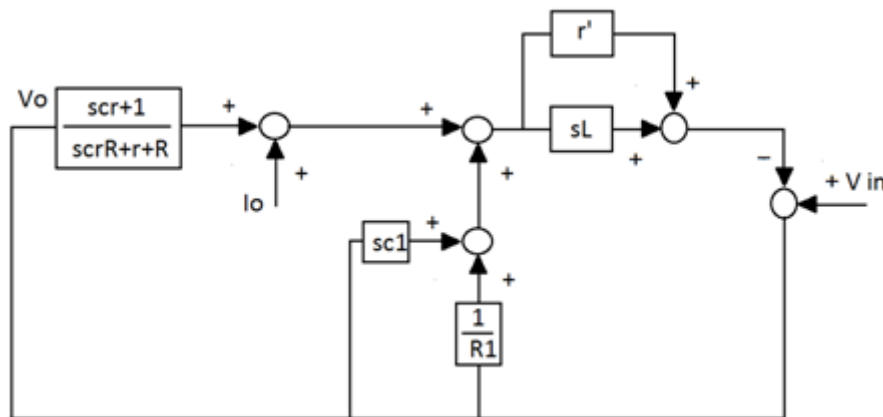 r'
Vo
scr+1
scrR+r+R
+
+
+
sL
+
+
+
−
+ V in
Io
sc1
+
+
1
R1